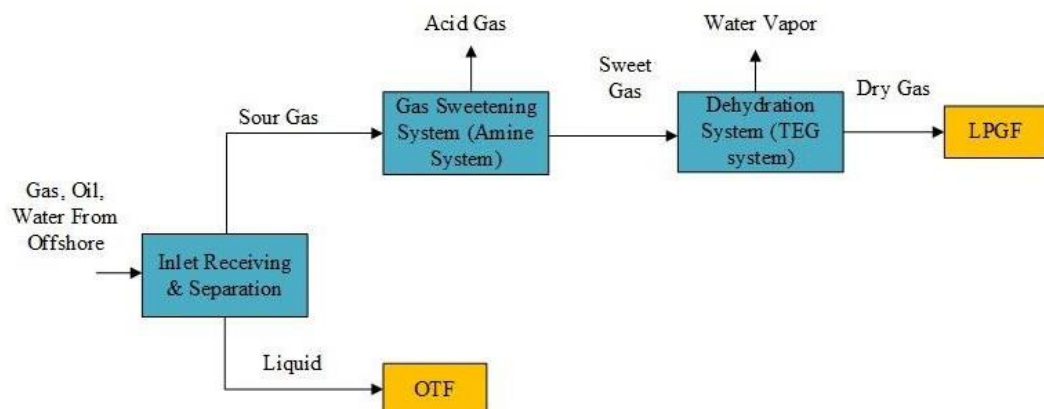 Acid Gas
Water Vapor
Sweet
Gas
Sour Gas
Gas Sweetening
System (Amine
System)
Dehydration
System (TEG
system)
Dry Gas
LPGF
Gas, Oil,
Water From
Offshore
Inlet Receiving
& Separation
Liquid
OTF